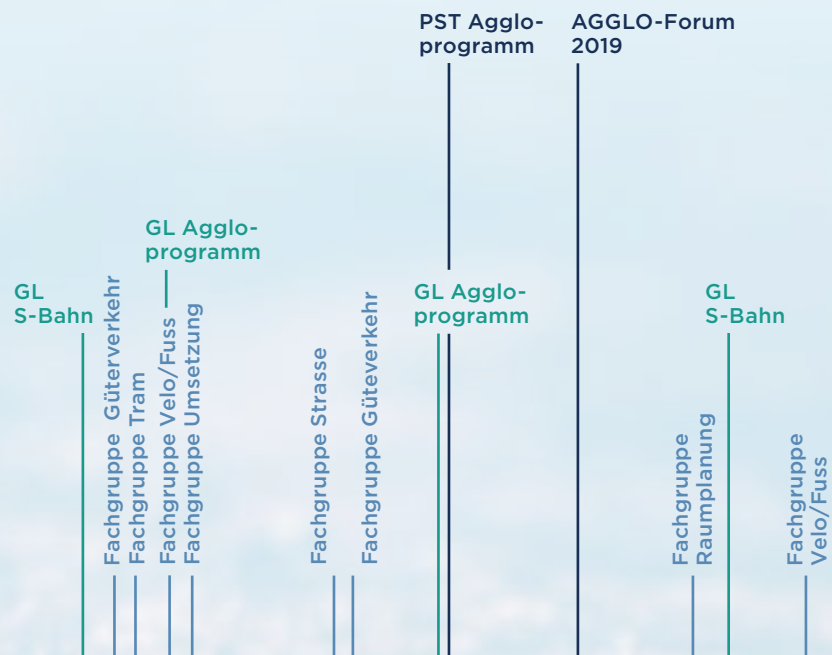 PST Agglo-
programm
AGGLO-Forum
2019
GL Agglo-
programm
GL
S-Bahn
GL Agglo-
programm
GL
S-Bahn
Fachgruppe Güterverkehr
Fachgruppe Tram
Fachgruppe Velo/Fuss
Fachgruppe Umsetzung
Fachgruppe Strasse
Fachgruppe Güteverkehr
Fachgruppe
Raumplanung
Fachgruppe
Velo/Fuss